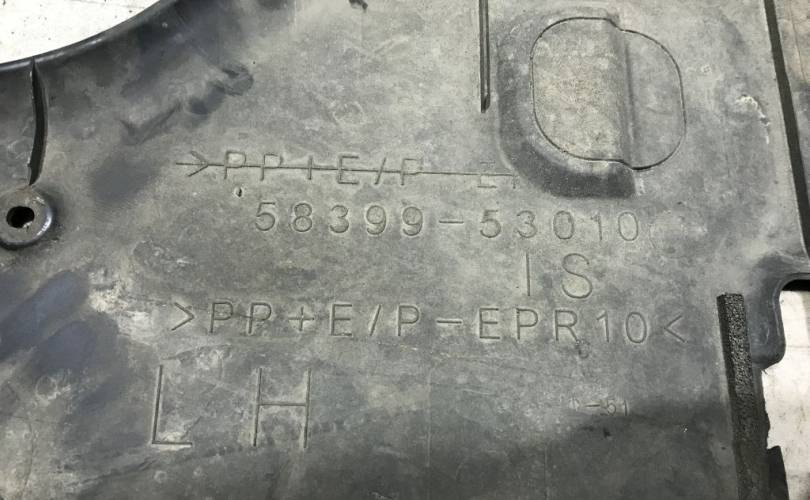 >PP+E/P
58399-53010
IS
>PP+E/P-EPR10<
LH